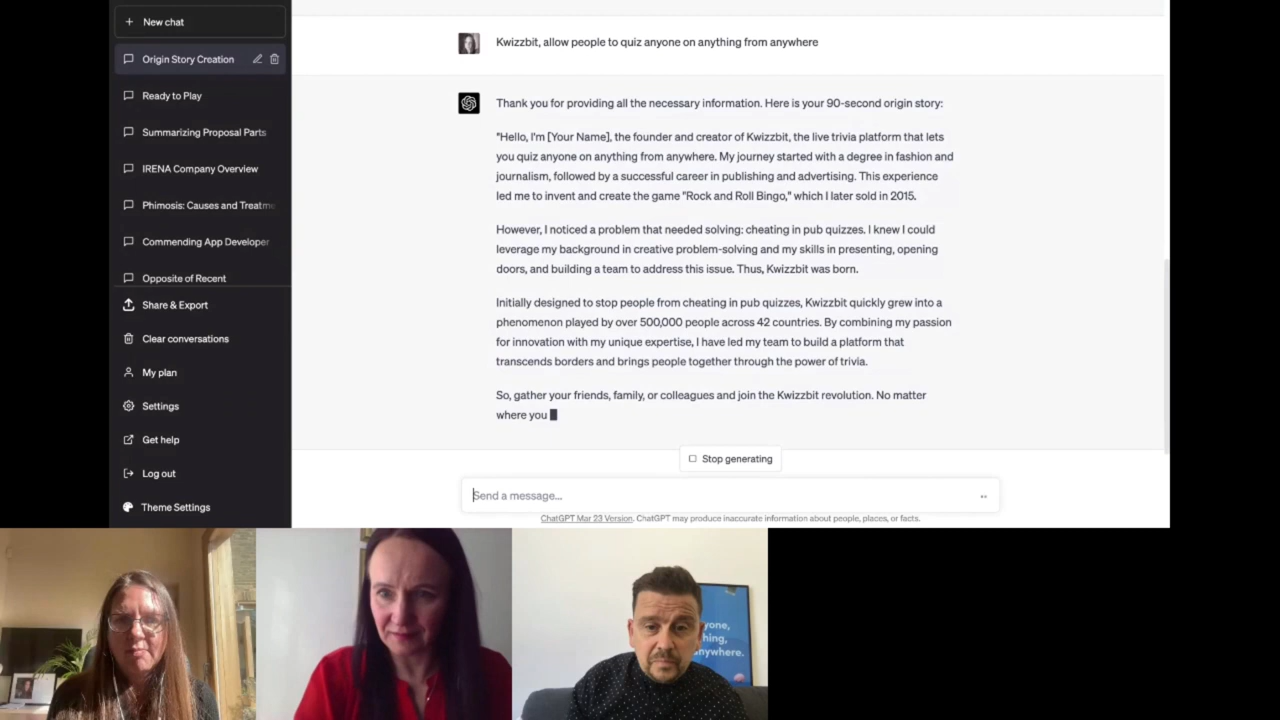 New chat
Origin Story Creation
Ready to Play
Summarizing Proposal Parts
IRENA Company Overview
Phimosis: Causes and Treatme
Commending App Developer
Opposite of Recent
Share & Export
Clear conversations
My plan
Settings
Get help
Log out
Theme Settings
Kwizzbit, allow people to quiz anyone on anything from anywhere
Thank you for providing all the necessary information. Here is your 90-second origin story:
"Hello, I'm [Your Name], the founder and creator of Kwizzbit, the live trivia platform that lets
you quiz anyone on anything from anywhere. My journey started with a degree in fashion and
journalism, followed by a successful career in publishing and advertising. This experience
led me to invent and create the game "Rock and Roll Bingo," which I later sold in 2015.
However, I noticed a problem that needed solving: cheating in pub quizzes. I knew I could
leverage my background in creative problem-solving and my skills in presenting, opening
doors, and building a team to address this issue. Thus, Kwizzbit was born.
Initially designed to stop people from cheating in pub quizzes, Kwizzbit quickly grew into a
phenomenon played by over 500,000 people across 42 countries. By combining my passion
for innovation with my unique expertise, I have led my team to build a platform that
transcends borders and brings people together through the power of trivia.
So, gather your friends, family, or colleagues and join the Kwizzbit revolution. No matter
where you
Stop generating
Send a message...
ChatGPT Mar 23 Version. ChatGPT may produce inaccurate information about people, places, or facts.
yone,
hing,
nywhere.